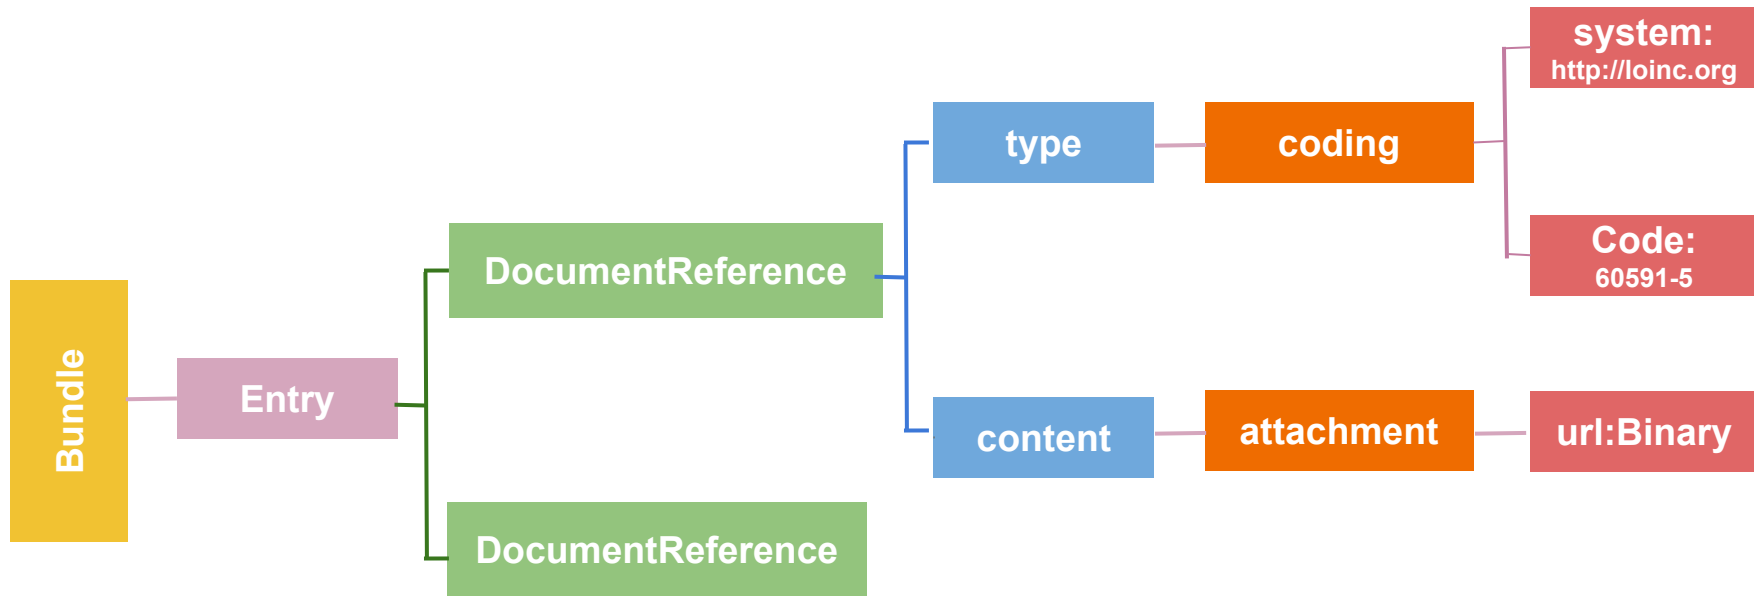 Bundle
Entry
DocumentReference
DocumentReference
type
content
coding
attachment
system:
http://loinc.org
Code:
60591-5
url:Binary